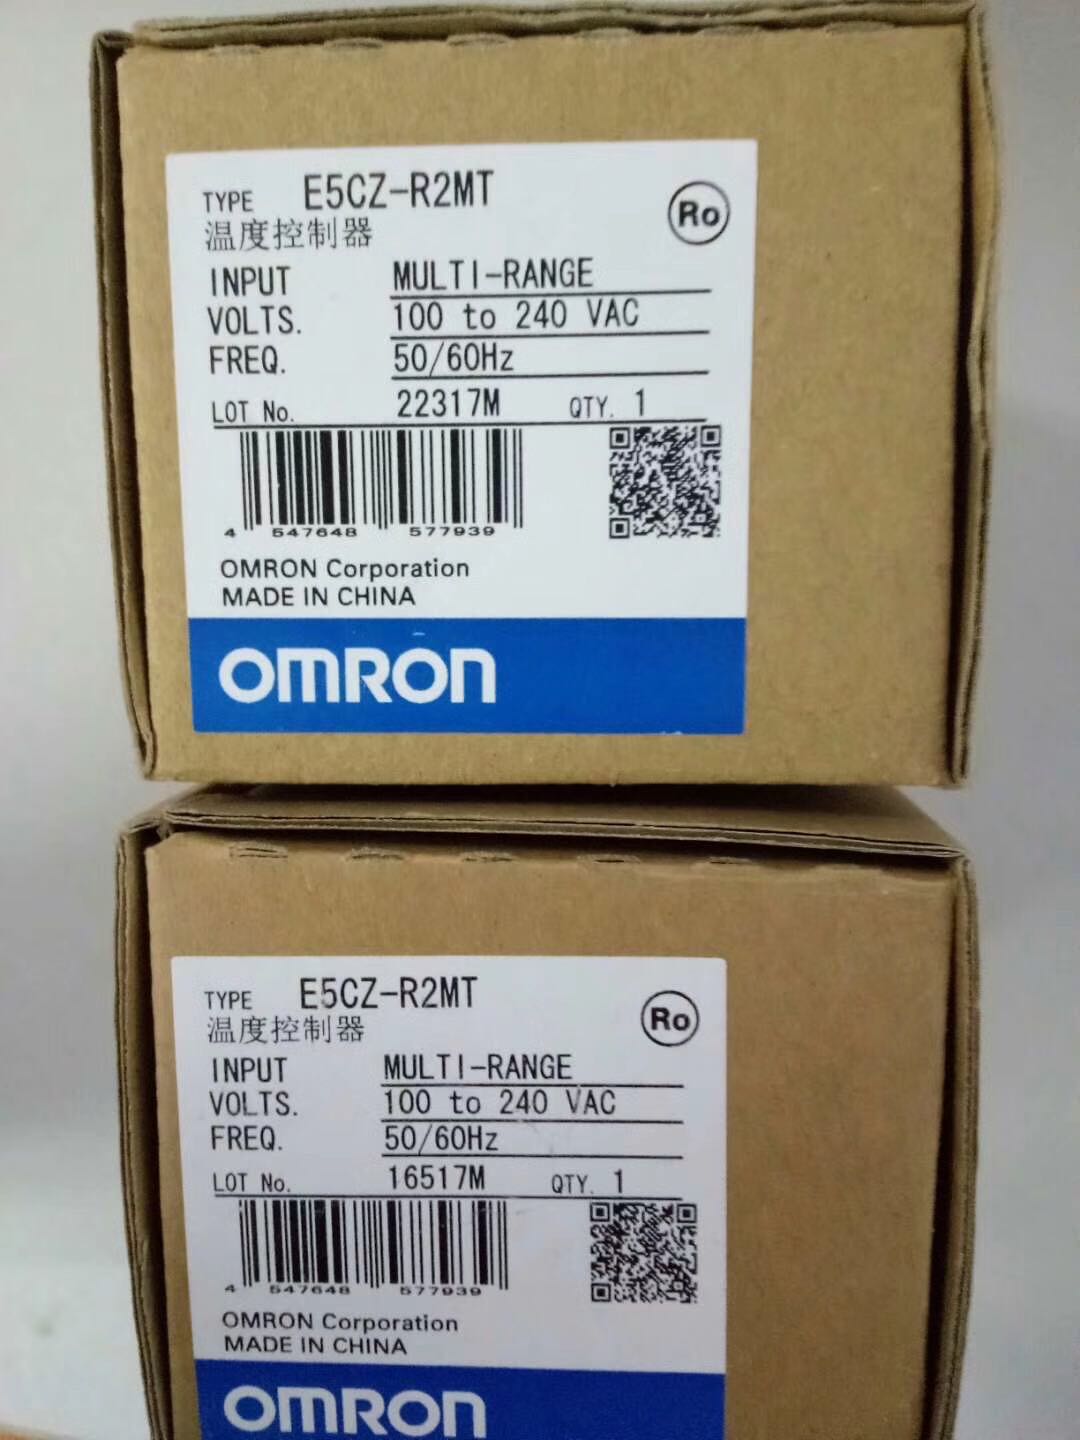 TYPE E5CZ-R2MT
Ro
温度控制器
INPUT MULTI-RANGE
VOLTS. 100 to 240 VAC
FREQ. 50/60Hz
LOT No. 22317M QTY. 1
4 547648 577939
OMRON Corporation
MADE IN CHINA
OMRON
TYPE E5CZ-R2MT
Ro
温度控制器
INPUT MULTI-RANGE
VOLTS. 100 to 240 VAC
FREQ. 50/60Hz
LOT No. 16517M QTY. 1
4 547648 577939
OMRON Corporation
MADE IN CHINA
OMRON